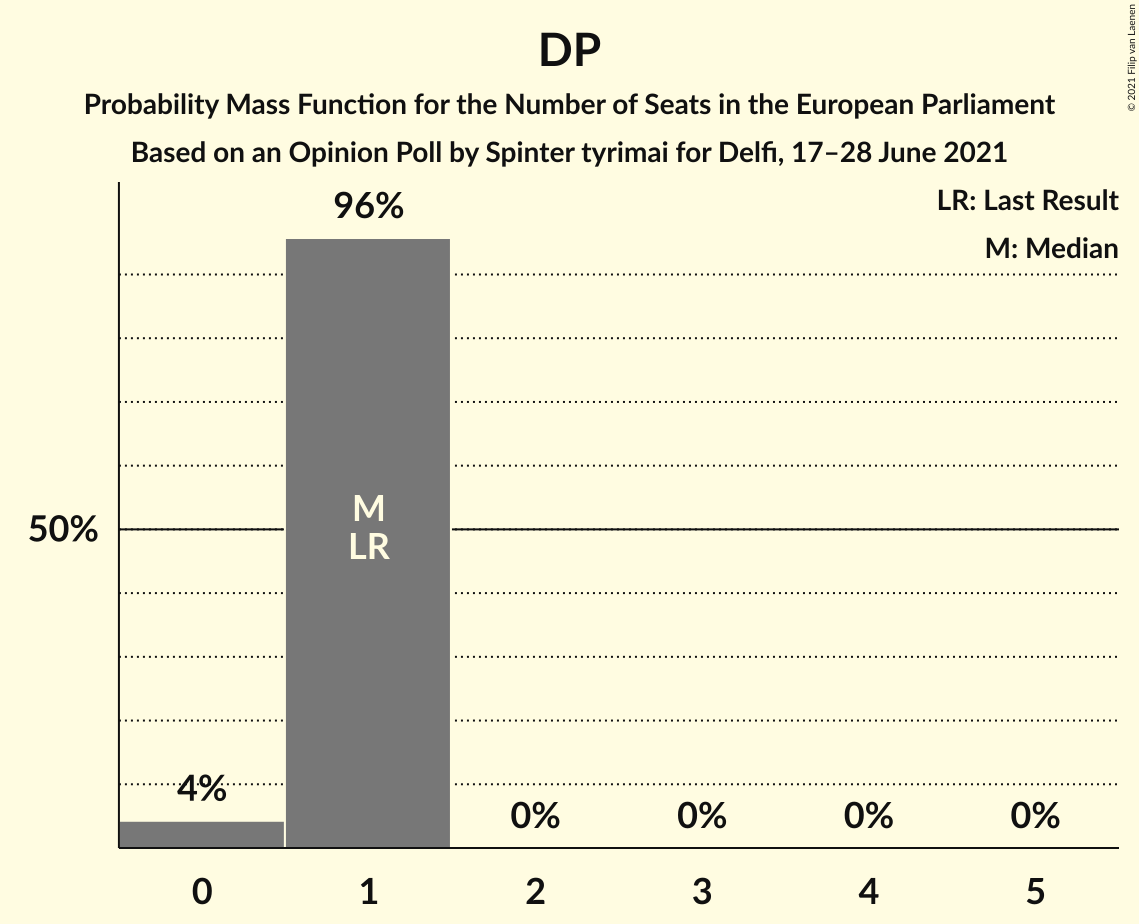 DP
Probability Mass Function for the Number of Seats in the European Parliament
Based on an Opinion Poll by Spinter tyrimai for Delfi, 17–28 June 2021
© 2021 Filip van Laenen
LR: Last Result
M: Median
96%
50%
M
LR
4%
0%
0%
0%
0%
0
1
2
3
4
5